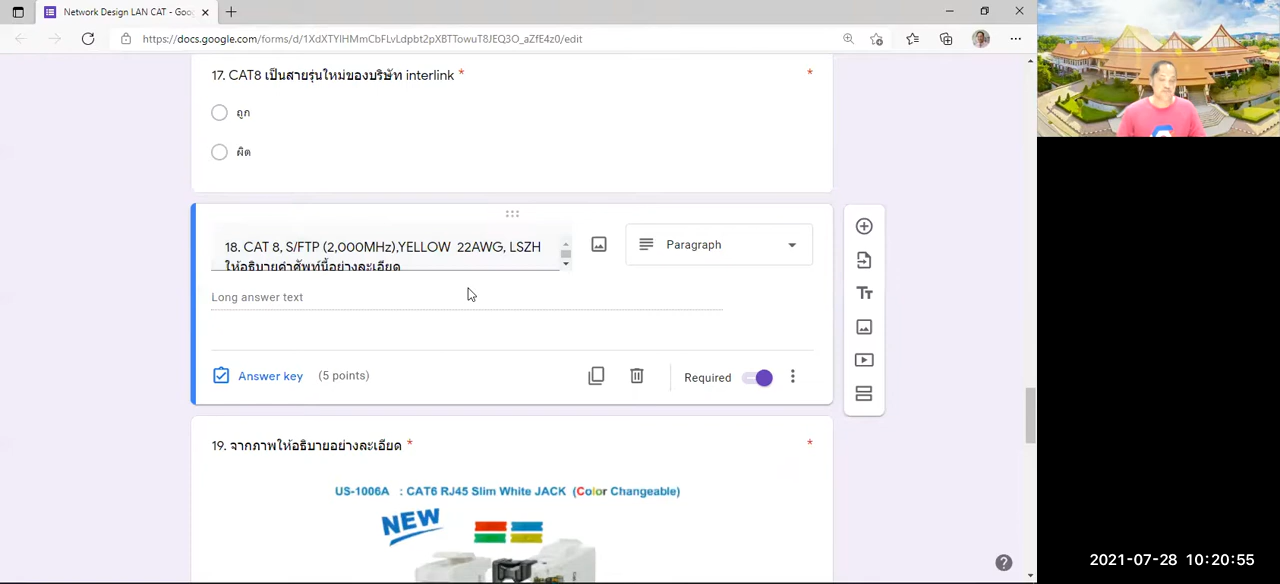 Network Design LAN CAT - Goo
https://docs.google.com/forms/d/1XdXTYIHMmCbFLvLdpbt2pXBTTowuT8JEQ3O_aZfE4z0/edit
17. CAT8 เป็นสายรุ่นใหม่ของบริษัท interlink *
*
ถูก
ผิด
18. CAT 8, S/FTP (2,000MHz),YELLOW 22AWG, LSZH
ให้อธิบายคำศัพท์นี้อย่างละเอียด
Paragraph
Long answer text
Answer key (5 points)
Required
19. จากภาพให้อธิบายอย่างละเอียด *
*
US-1006A : CAT6 RJ45 Slim White JACK (Color Changeable)
NEW
2021-07-28 10:20:55